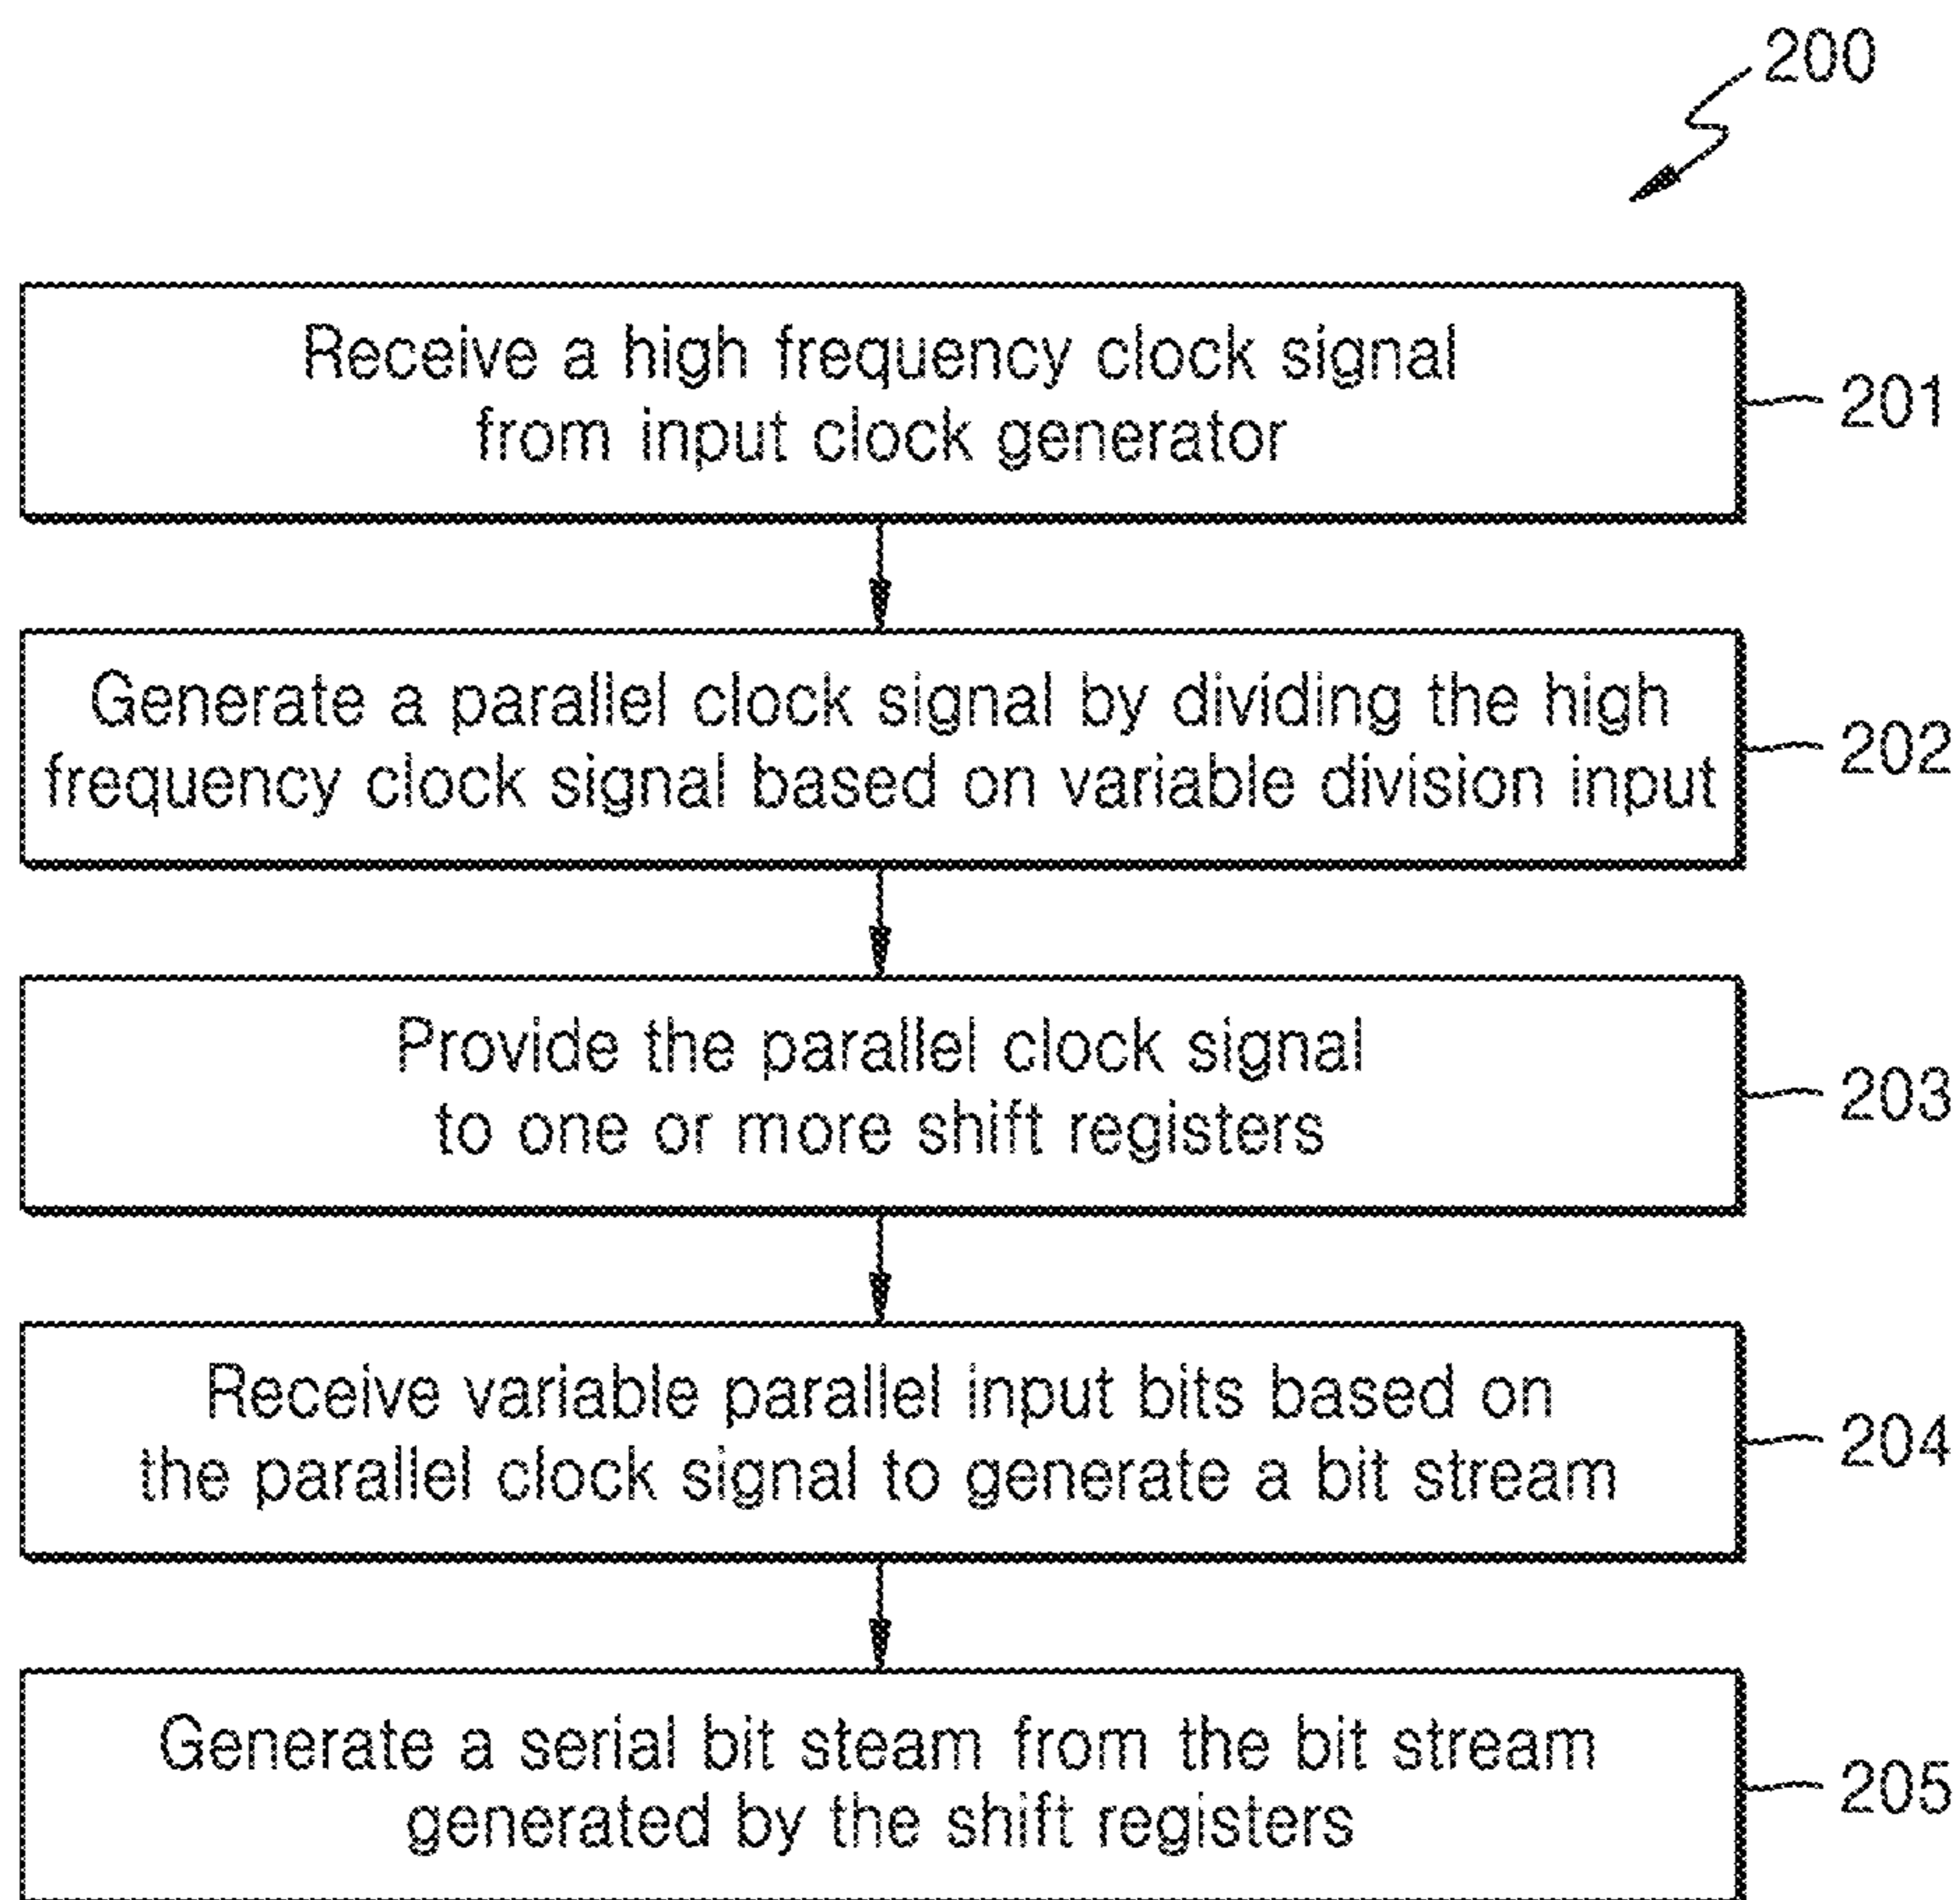 200
Receive a high frequency clock signal
from input clock generator
201
Generate a parallel clock signal by dividing the high
frequency clock signal based on variable division input
202
Provide the parallel clock signal
to one or more shift registers
203
Receive variable parallel input bits based on
the parallel clock signal to generate a bit stream
204
Generate a serial bit steam from the bit stream
generated by the shift registers
205